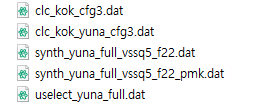 clc_kok_cfg3.dat
clc_kok_yuna_cfg3.dat
synth_yuna_full_vssq5_f22.dat
synth_yuna_full_vssq5_f22_pmk.dat
uselect_yuna_full.dat